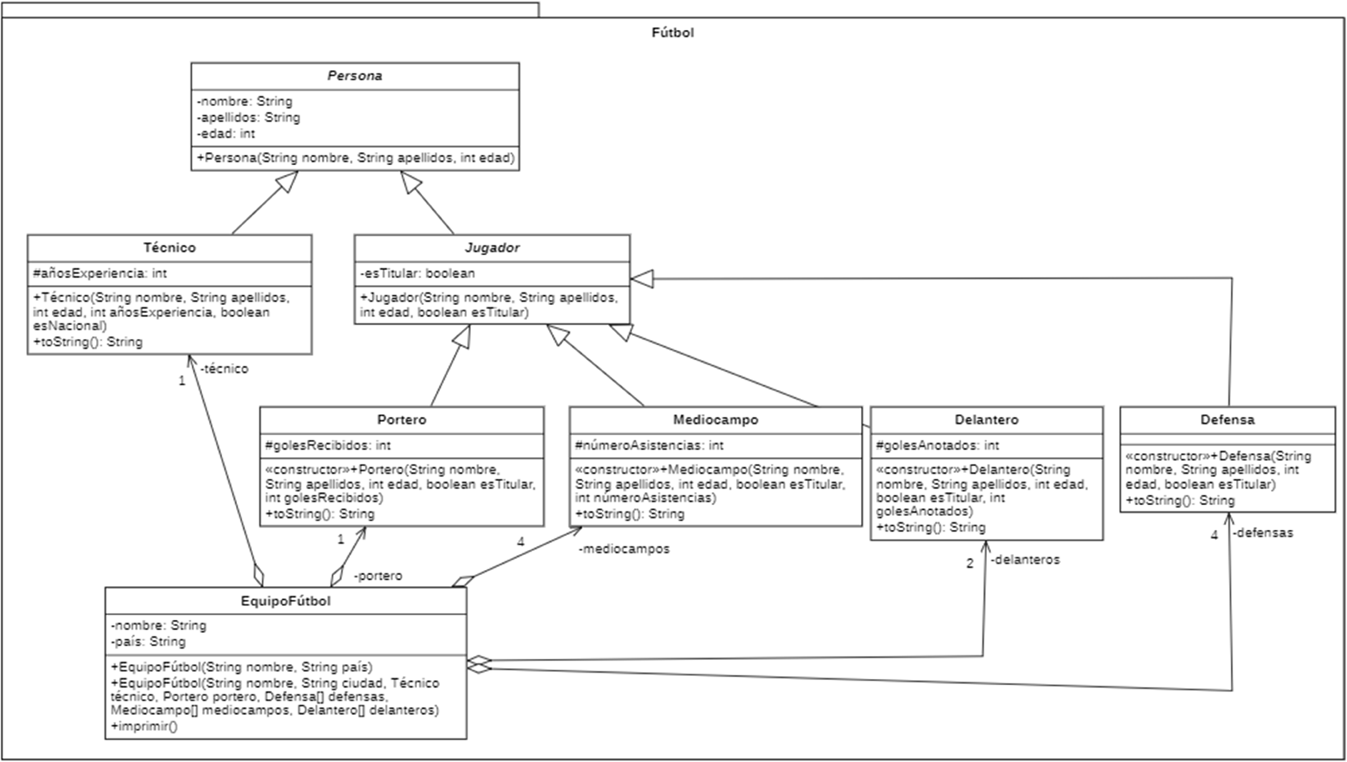 Fútbol
Persona
-nombre: String
-apellidos: String
-edad: int
+Persona(String nombre, String apellidos, int edad)
Técnico
#añosExperiencia: int
+Técnico(String nombre, String apellidos,
int edad, int añosExperiencia, boolean
esNacional)
+toString(): String
Jugador
-esTitular: boolean
+Jugador(String nombre, String apellidos,
int edad, boolean esTitular)
1
-técnico
Portero
#golesRecibidos: int
«constructor»+Portero(String nombre,
String apellidos, int edad, boolean esTitular,
int golesRecibidos)
+toString(): String
Mediocampo
#númeroAsistencias: int
«constructor»+Mediocampo(String nombre,
String apellidos, int edad, boolean esTitular,
int númeroAsistencias)
+toString(): String
Delantero
#golesAnotados: int
«constructor»+Delantero(String
nombre, String apellidos, int edad,
boolean esTitular, int
golesAnotados)
+toString(): String
Defensa
«constructor»+Defensa(String
nombre, String apellidos, int
edad, boolean esTitular)
+toString(): String
1
-portero
4
-mediocampos
2
-delanteros
4
-defensas
EquipoFútbol
-nombre: String
-país: String
+EquipoFútbol(String nombre, String país)
+EquipoFútbol(String nombre, String ciudad, Técnico
técnico, Portero portero, Defensa[] defensas,
Mediocampo[] mediocampos, Delantero[] delanteros)
+imprimir()